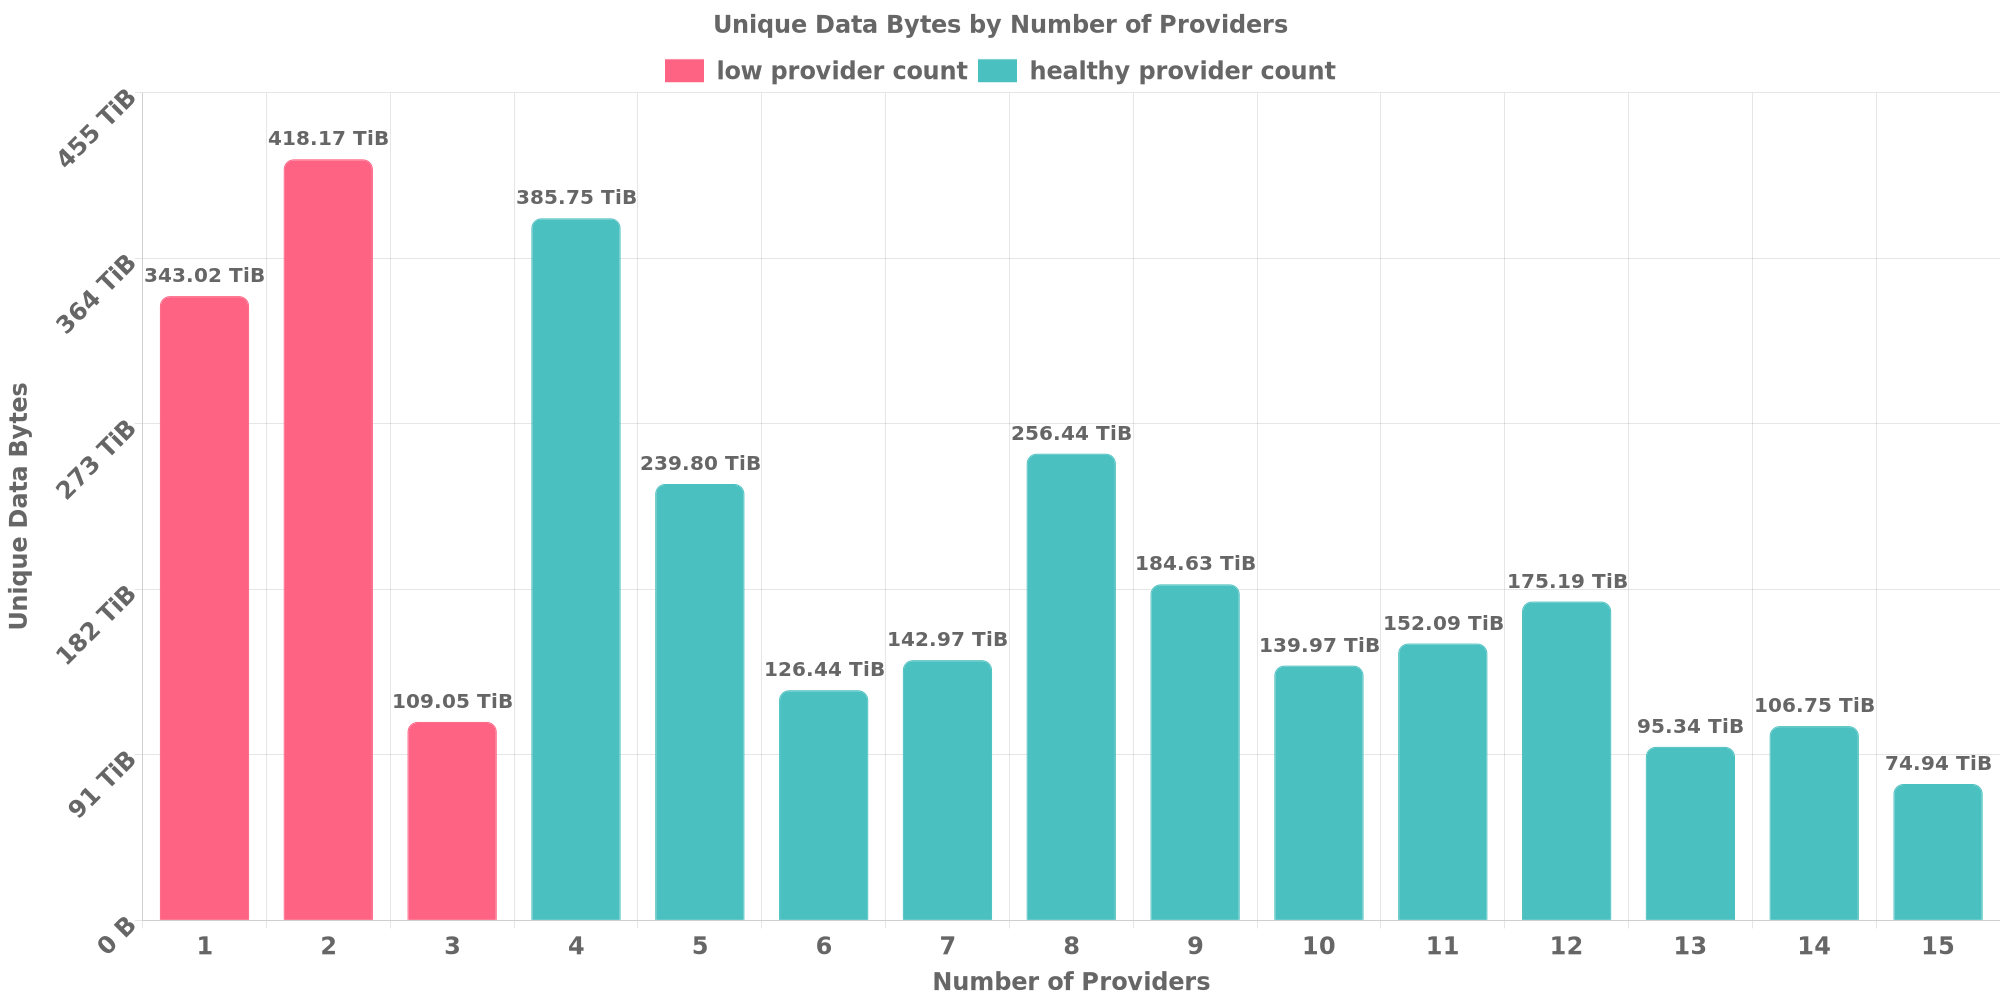 Unique Data Bytes by Number of Providers
low provider count healthy provider count
455 TiB
364 TiB
273 TiB
182 TiB
91 TiB
0 B
Unique Data Bytes
343.02 TiB
418.17 TiB
109.05 TiB
385.75 TiB
239.80 TiB
126.44 TiB
142.97 TiB
256.44 TiB
184.63 TiB
139.97 TiB
152.09 TiB
175.19 TiB
95.34 TiB
106.75 TiB
74.94 TiB
1 2 3 4 5 6 7 8 9 10 11 12 13 14 15
Number of Providers